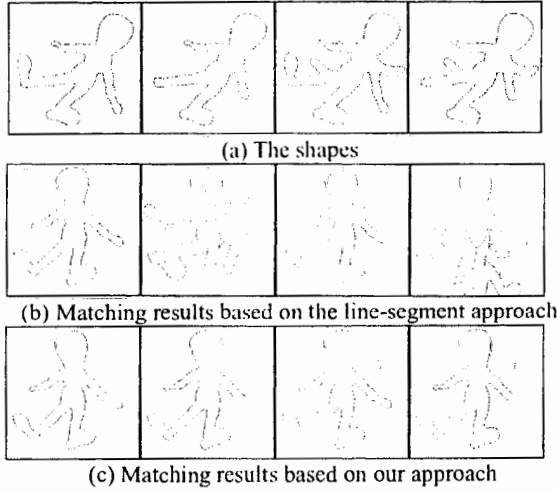 (a) The shapes
(b) Matching results based on the line-segment approach
(c) Matching results based on our approach